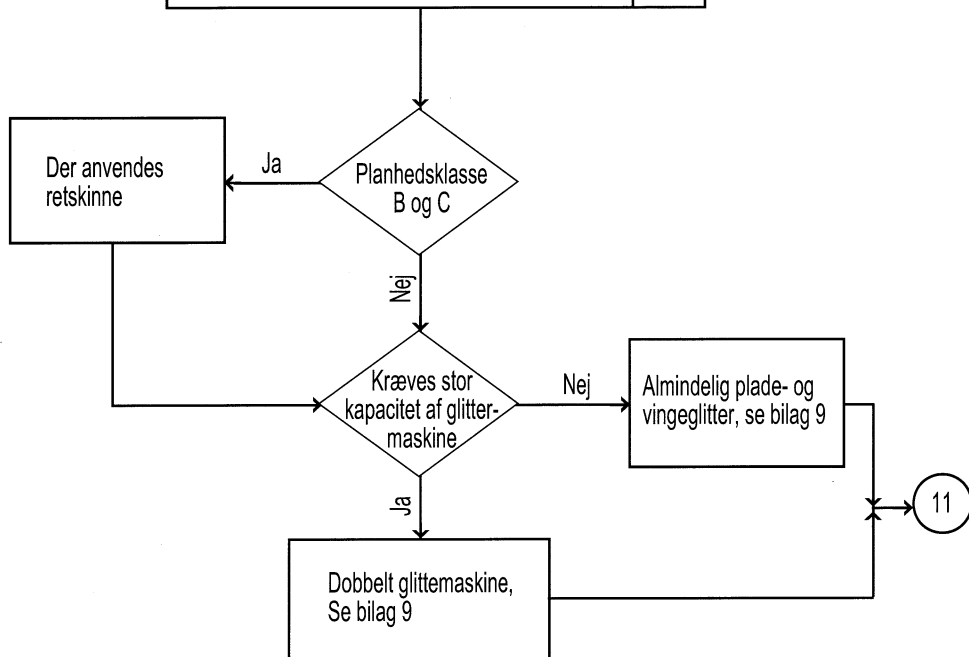 Planhedsklasse
B og C
Ja
Der anvendes
retskinne
Nej
Kræves stor
kapacitet af glitter-
maskine
Nej
Almindelig plade- og
vingeglitter, se bilag 9
11
Ja
Dobbelt glittemaskine,
Se bilag 9